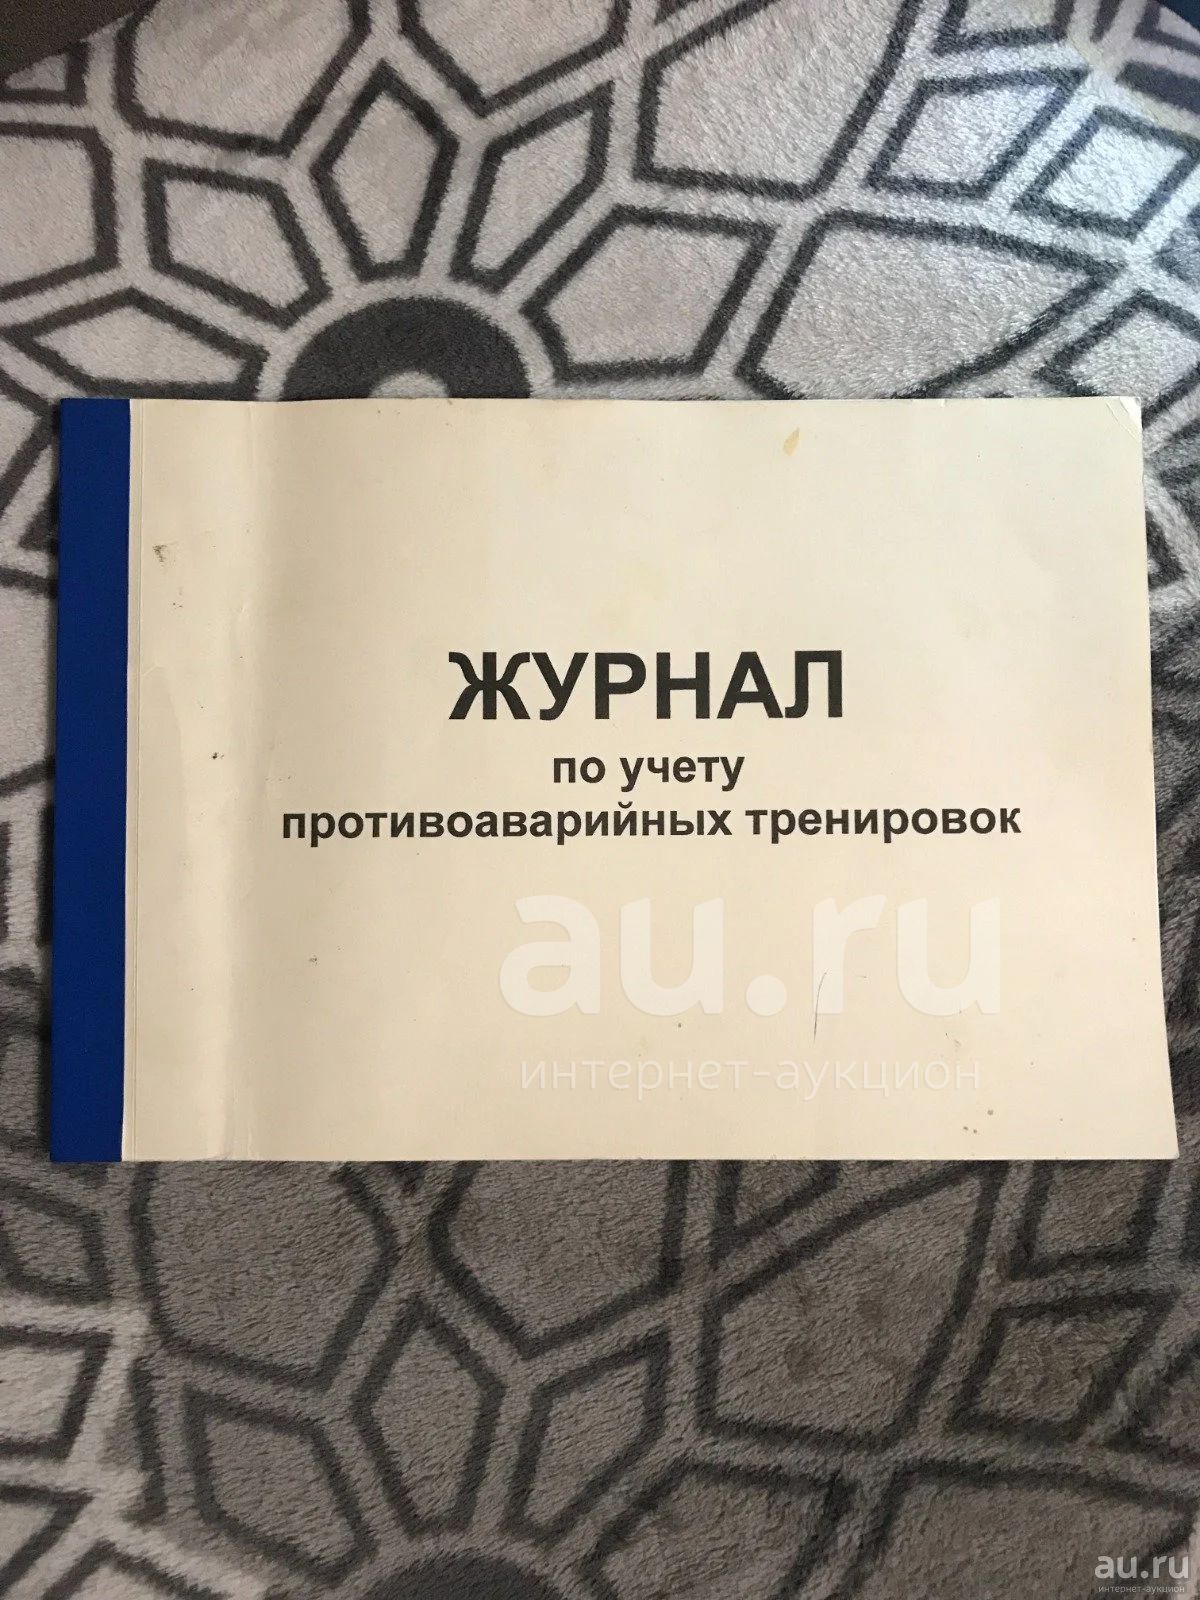 ЖУРНАЛ
по учету
противоаварийных тренировок
au.ru
интернет-аукцион
au.ru
интернет-аукцион